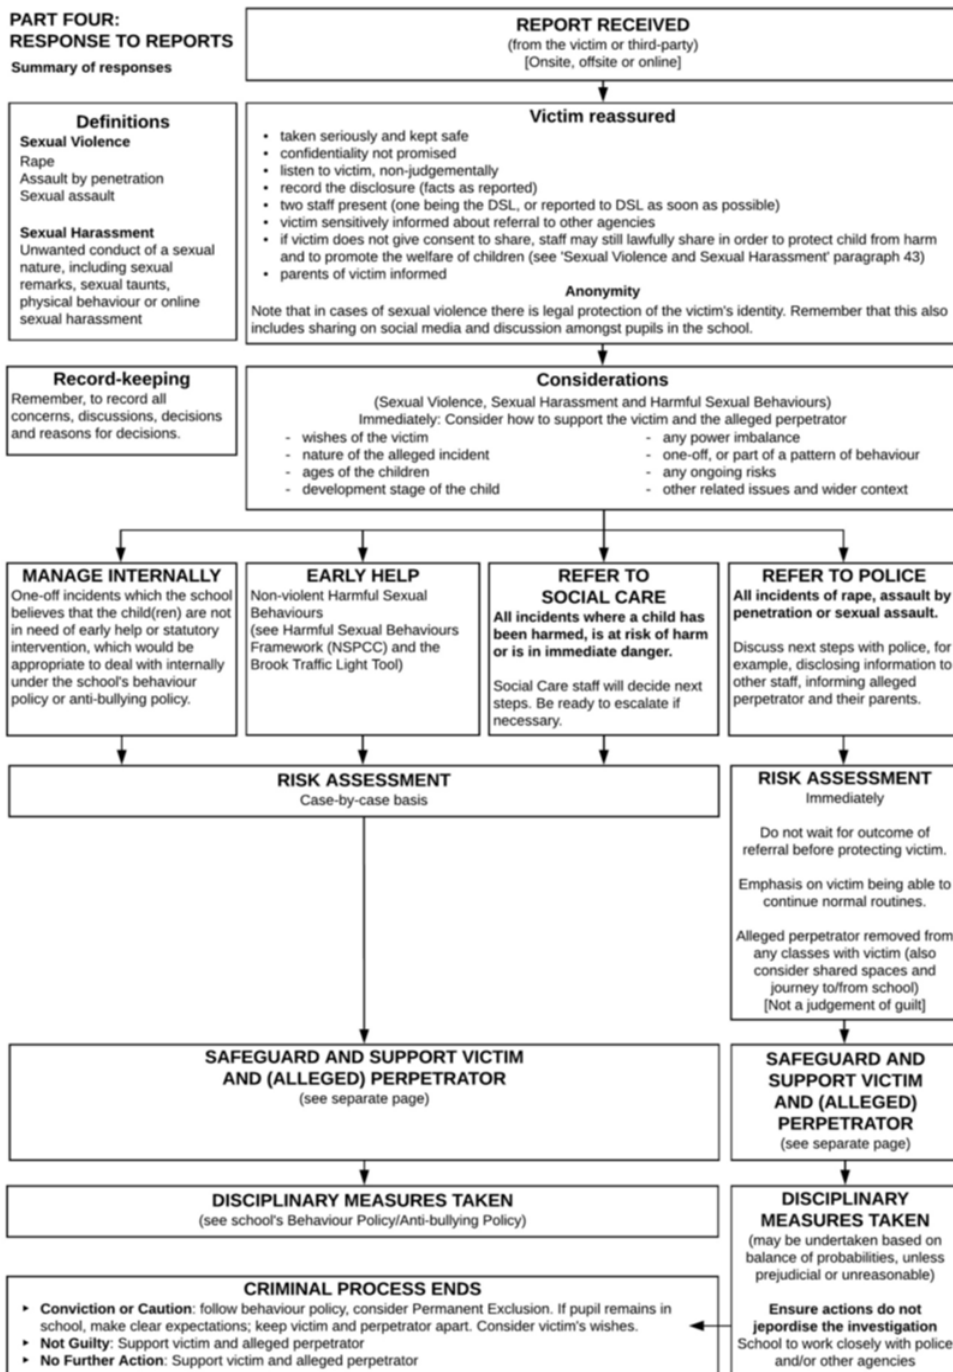 PART FOUR:
RESPONSE TO REPORTS
Summary of responses
REPORT RECEIVED
(from the victim or third-party)
[Onsite, offsite or online]
Definitions
Sexual Violence
Rape
Assault by penetration
Sexual assault
Sexual Harassment
Unwanted conduct of a sexual
nature, including sexual
remarks, sexual taunts,
physical behaviour or online
sexual harassment
Victim reassured
• taken seriously and kept safe
• confidentiality not promised
• listen to victim, non-judgementally
• record the disclosure (facts as reported)
• two staff present (one being the DSL, or reported to DSL as soon as possible)
• victim sensitively informed about referral to other agencies
• if victim does not give consent to share, staff may still lawfully share in order to protect child from harm
and to promote the welfare of children (see 'Sexual Violence and Sexual Harassment' paragraph 43)
• parents of victim informed
Anonymity
Note that in cases of sexual violence there is legal protection of the victim's identity. Remember that this also
includes sharing on social media and discussion amongst pupils in the school.
Record-keeping
Remember, to record all
concerns, discussions, decisions
and reasons for decisions.
Considerations
(Sexual Violence, Sexual Harassment and Harmful Sexual Behaviours)
Immediately: Consider how to support the victim and the alleged perpetrator
- wishes of the victim
- nature of the alleged incident
- ages of the children
- development stage of the child
- any power imbalance
- one-off, or part of a pattern of behaviour
- any ongoing risks
- other related issues and wider context
MANAGE INTERNALLY
One-off incidents which the school
believes that the child(ren) are not
in need of early help or statutory
intervention, which would be
appropriate to deal with internally
under the school's behaviour
policy or anti-bullying policy.
EARLY HELP
Non-violent Harmful Sexual
Behaviours
(see Harmful Sexual Behaviours
Framework (NSPCC) and the
Brook Traffic Light Tool)
REFER TO
SOCIAL CARE
All incidents where a child has
been harmed, is at risk of harm
or is in immediate danger.
Social Care staff will decide next
steps. Be ready to escalate if
necessary.
REFER TO POLICE
All incidents of rape, assault by
penetration or sexual assault.
Discuss next steps with police, for
example, disclosing information to
other staff, informing alleged
perpetrator and their parents.
RISK ASSESSMENT
Case-by-case basis
RISK ASSESSMENT
Immediately
Do not wait for outcome of
referral before protecting victim.
Emphasis on victim being able to
continue normal routines.
Alleged perpetrator removed from
any classes with victim (also
consider shared spaces and
journey to/from school)
[Not a judgement of guilt]
SAFEGUARD AND SUPPORT VICTIM
AND (ALLEGED) PERPETRATOR
(see separate page)
SAFEGUARD AND
SUPPORT VICTIM
AND (ALLEGED)
PERPETRATOR
(see separate page)
DISCIPLINARY MEASURES TAKEN
(see school's Behaviour Policy/Anti-bullying Policy)
DISCIPLINARY
MEASURES TAKEN
(may be undertaken based on
balance of probabilities, unless
prejudicial or unreasonable)
Ensure actions do not
jepordise the investigation
School to work closely with police
and/or other agencies
CRIMINAL PROCESS ENDS
‣ Conviction or Caution: follow behaviour policy, consider Permanent Exclusion. If pupil remains in
school, make clear expectations; keep victim and perpetrator apart. Consider victim's wishes.
‣ Not Guilty: Support victim and alleged perpetrator
‣ No Further Action: Support victim and alleged perpetrator